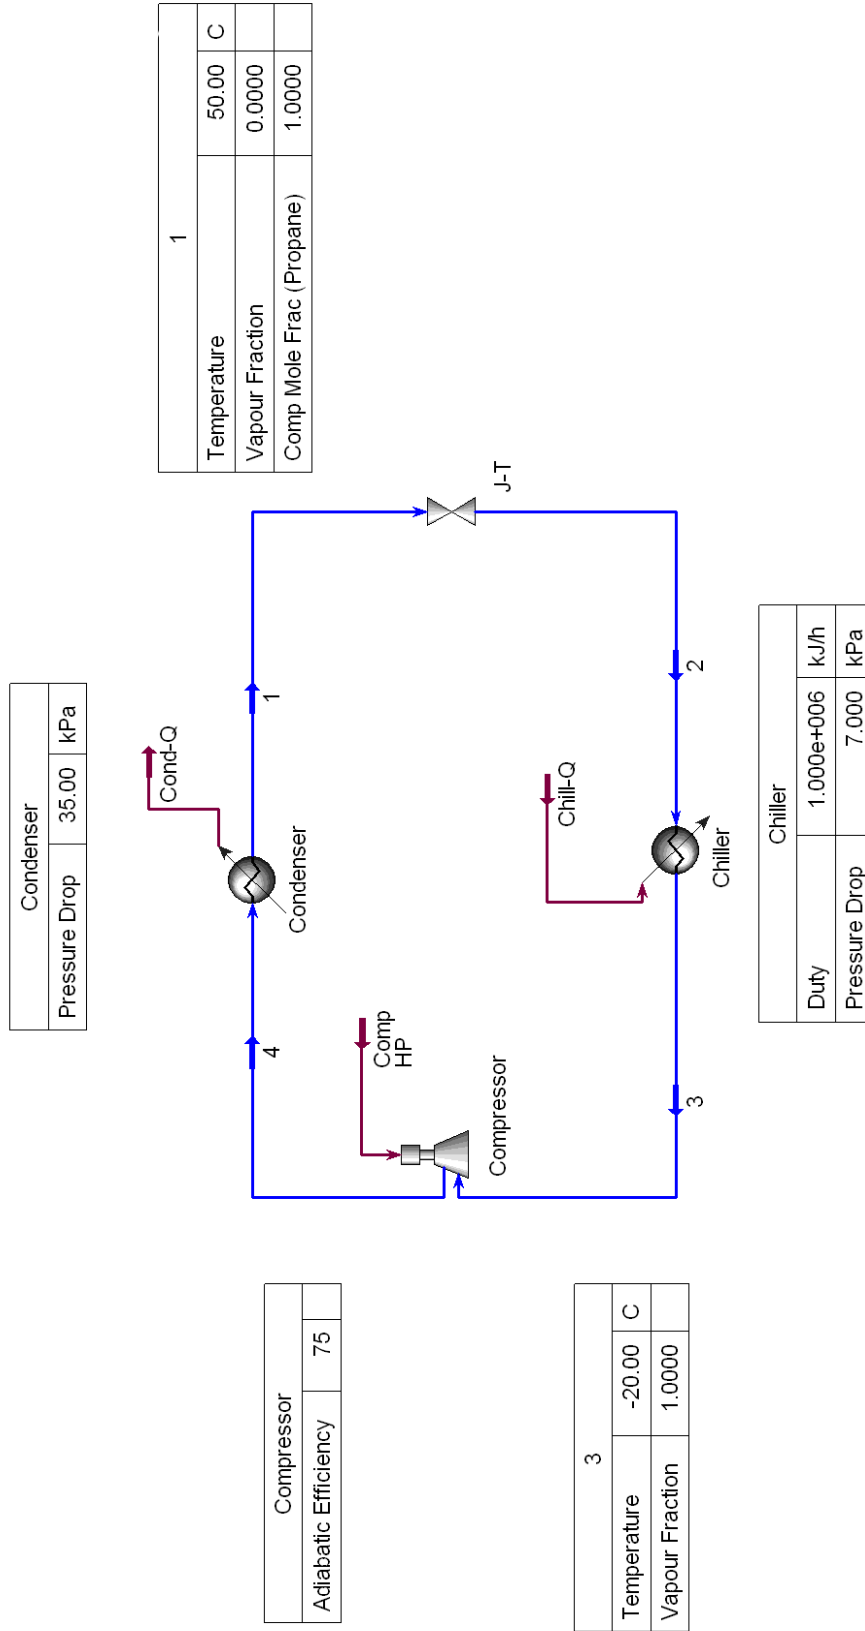 Condenser
Pressure Drop 35.00 kPa
1
Temperature 50.00 C
Vapour Fraction 0.0000
Comp Mole Frac (Propane) 1.0000
Cond-Q
4
Condenser
1
Compressor
Adiabatic Efficiency 75
Comp
HP
Compressor
Chill-Q
J-T
3
Chiller
2
3
Temperature -20.00 C
Vapour Fraction 1.0000
Chiller
Duty 1.000e+006 kJ/h
Pressure Drop 7.000 kPa